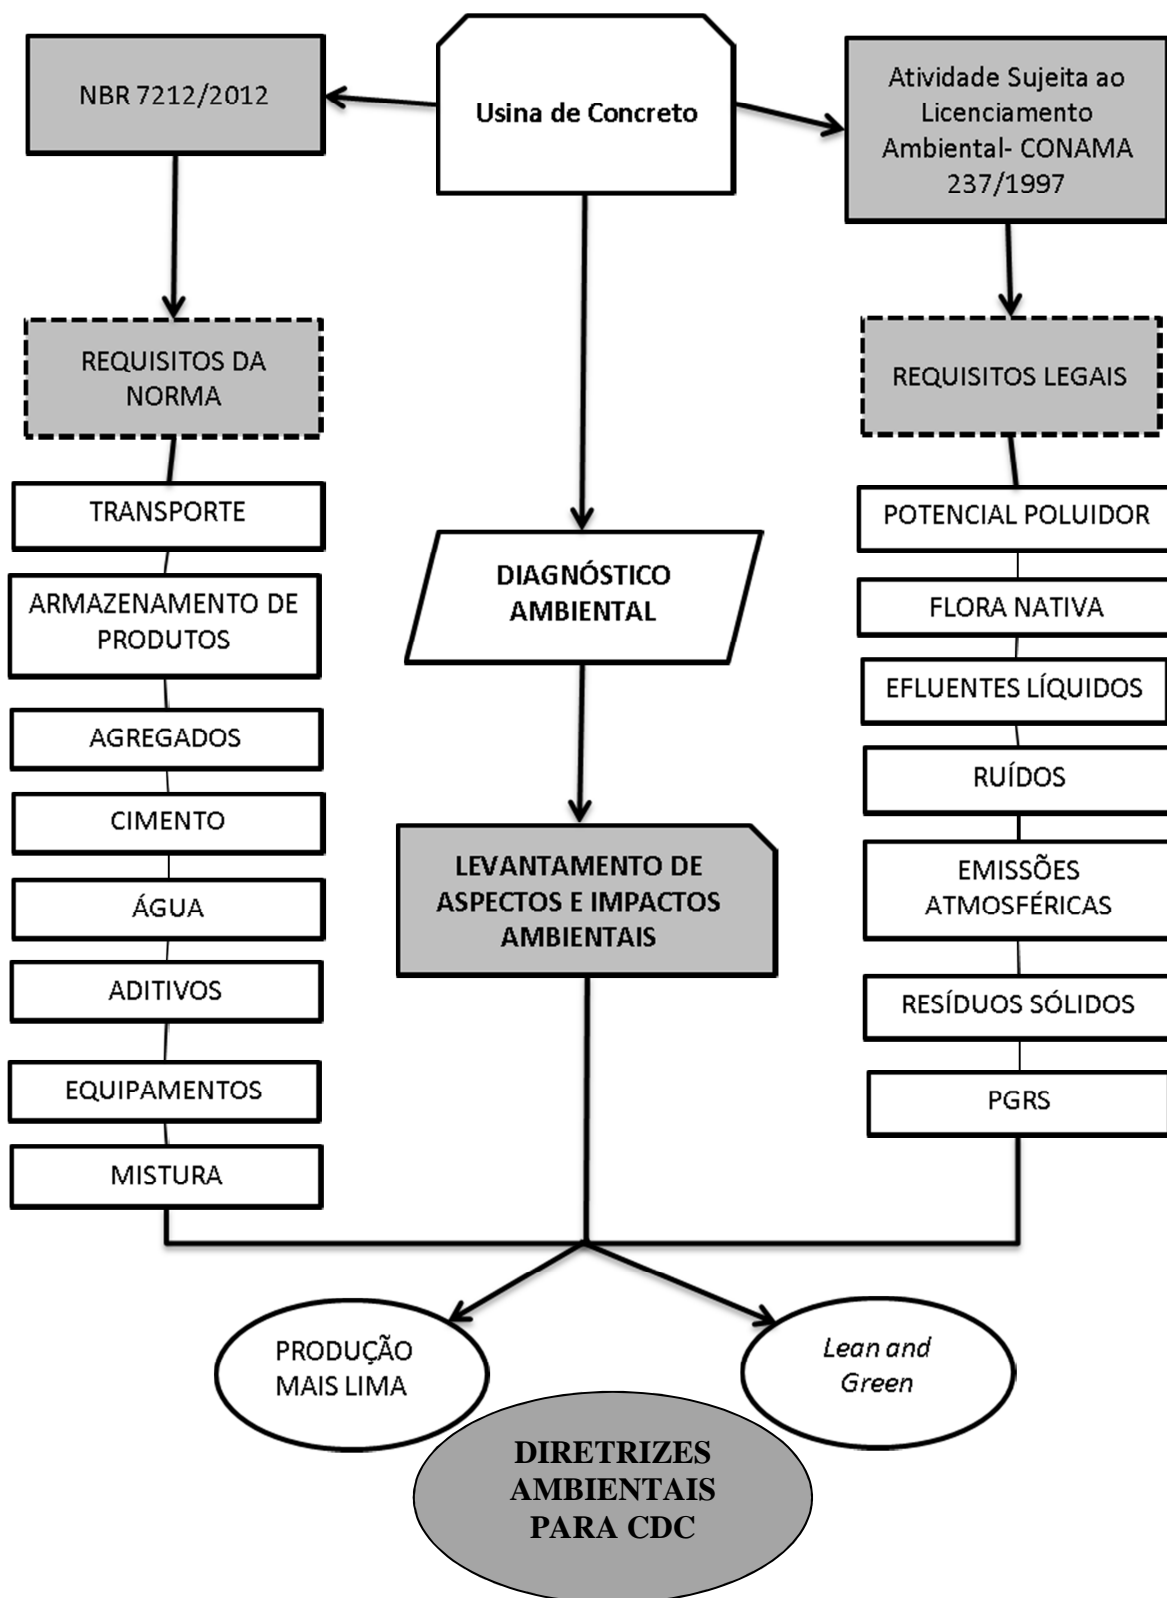 NBR 7212/2012
Usina de Concreto
Atividade Sujeita ao
Licenciamento
Ambiental- CONAMA
237/1997
REQUISITOS DA
NORMA
REQUISITOS LEGAIS
TRANSPORTE
ARMAZENAMENTO DE
PRODUTOS
AGREGADOS
CIMENTO
ÁGUA
ADITIVOS
EQUIPAMENTOS
MISTURA
DIAGNÓSTICO
AMBIENTAL
LEVANTAMENTO DE
ASPECTOS E IMPACTOS
AMBIENTAIS
POTENCIAL POLUIDOR
FLORA NATIVA
EFLUENTES LÍQUIDOS
RUÍDOS
EMISSÕES
ATMOSFÉRICAS
RESÍDUOS SÓLIDOS
PGRS
PRODUÇÃO
MAIS LIMA
Lean and
Green
DIRETRIZES
AMBIENTAIS
PARA CDC